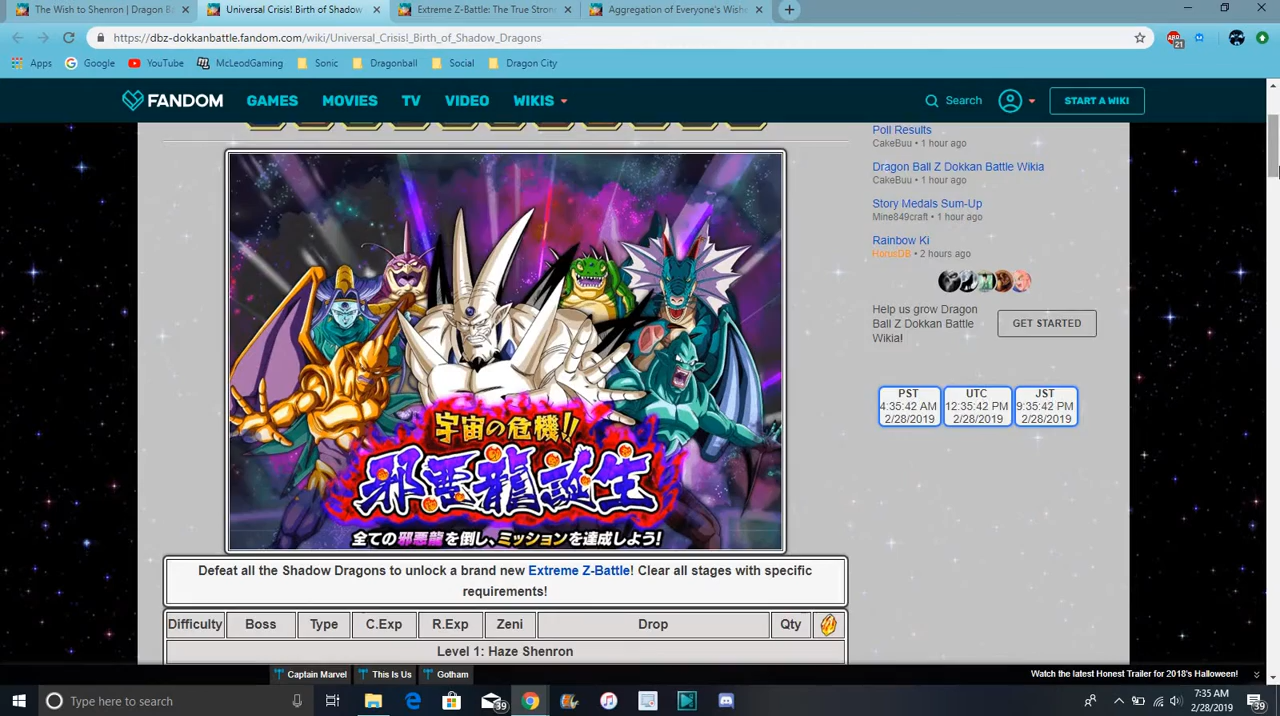 The Wish to Shenron | Dragon B
Universal Crisis! Birth of Shadow
Extreme Z-Battle: The True Stron
Aggregation of Everyone's Wishe
https://dbz-dokkanbattle.fandom.com/wiki/Universal_Crisis!_Birth_of_Shadow_Dragons
21
Apps Google YouTube McLeodGaming Sonic Dragonball Social Dragon City
FANDOM GAMES MOVIES TV VIDEO WIKIS Search START A WIKI
Poll Results
CakeBuu • 1 hour ago
Dragon Ball Z Dokkan Battle Wikia
CakeBuu • 1 hour ago
Story Medals Sum-Up
Mine849craft • 1 hour ago
Rainbow Ki
HorusDB • 2 hours ago
Help us grow Dragon
Ball Z Dokkan Battle
Wikia!
GET STARTED
PST UTC JST
4:35:42 AM 12:35:42 PM 9:35:42 PM
2/28/2019 2/28/2019 2/28/2019
宇宙の危機!!
邪悪龍誕生
全ての邪悪龍を倒し、ミッションを達成しよう!
Defeat all the Shadow Dragons to unlock a brand new Extreme Z-Battle! Clear all stages with specific
requirements!
Difficulty Boss Type C.Exp R.Exp Zeni Drop Qty
Level 1: Haze Shenron
Captain Marvel This Is Us Gotham Watch the latest Honest Trailer for 2018's Halloween!
Type here to search
39
7:35 AM
2/28/2019
39